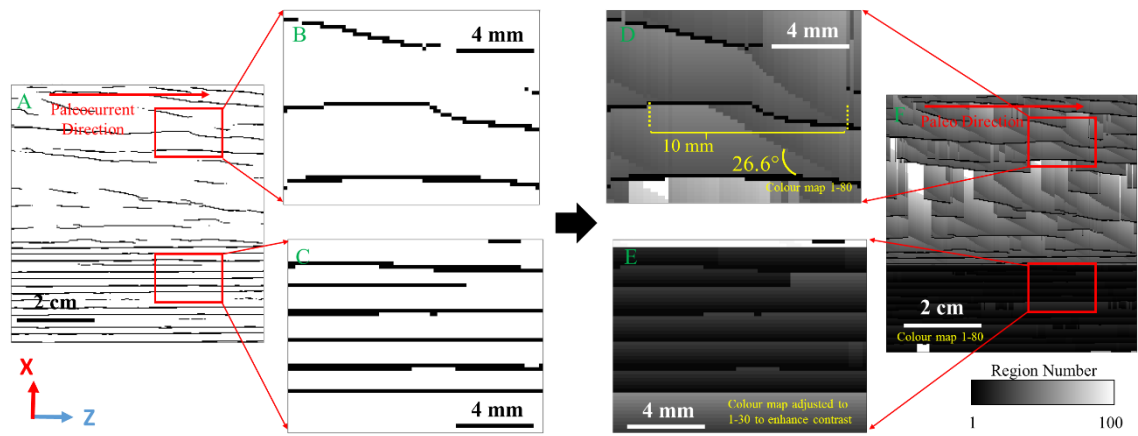 A
Paleocurrent
Direction
2 cm
X
Z
B
4 mm
C
4 mm
D
4 mm
10 mm
26.6°
Colour map 1-80
E
4 mm
Colour map adjusted to
1-30 to enhance contrast
Paleo Direction
2 cm
Colour map 1-80
Region Number
1
100